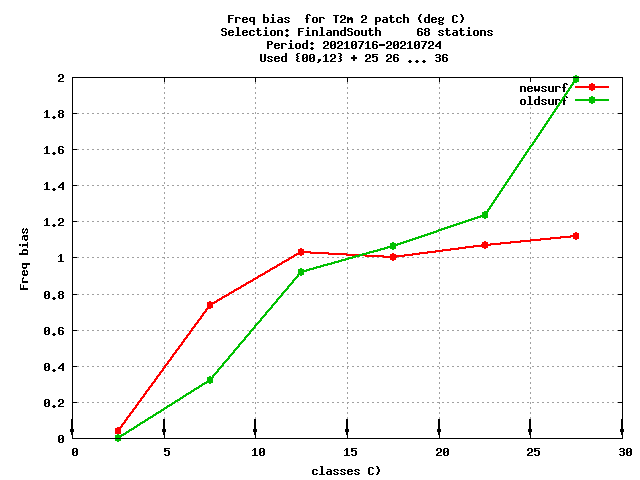 Freq bias  for T2m 2 patch (deg C)
Selection: FinlandSouth     68 stations
Period: 20210716-20210724
Used {00,12} + 25 26 ... 36
newsurf
oldsurf
2
1.8
1.6
1.4
1.2
1
0.8
0.6
0.4
0.2
0
Freq bias
0 5 10 15 20 25 30
classes C)